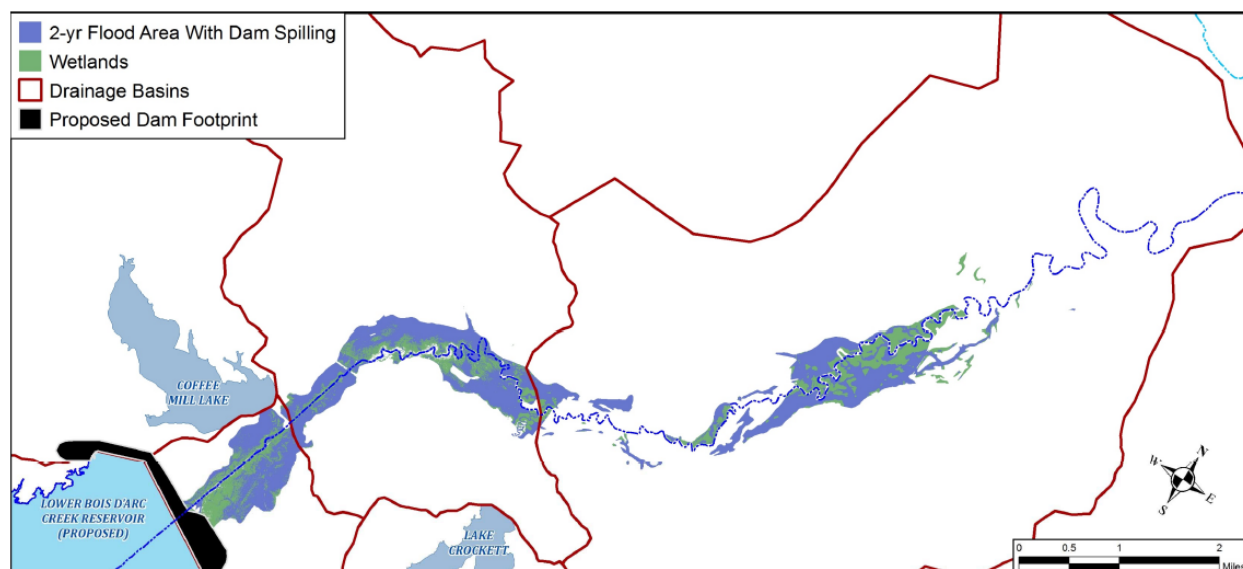 2-yr Flood Area With Dam Spilling
Wetlands
Drainage Basins
Proposed Dam Footprint
COFFEE
MILL LAKE
LOWER BOIS D'ARC
CREEK RESERVOIR
(PROPOSED)
LAKE
CROCKETT
W N
S E
0 0.5 1 2
Miles